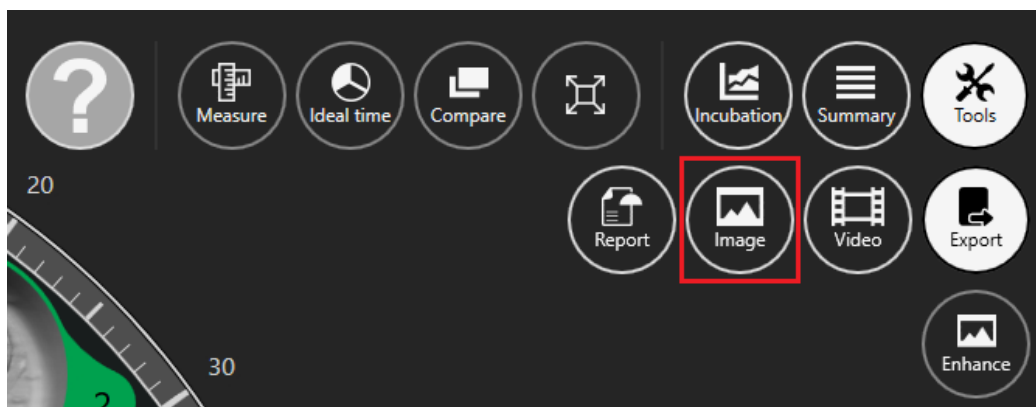 ?
Measure
Ideal time
Compare
Incubation
Summary
Tools
20
Report
Image
Video
Export
30
Enhance
2